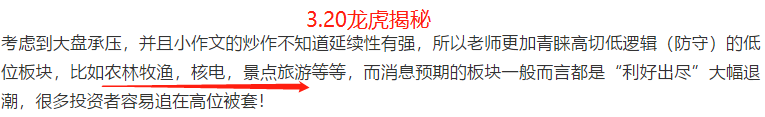 3.20龙虎揭秘
考虑到大盘承压，并且小作文的炒作不知道延续性有强，所以老师更加青睐高切低逻辑（防守）的低
位板块，比如农林牧渔，核电，景点旅游等等，而消息预期的板块一般而言都是“利好出尽”大幅退
潮，很多投资者容易追在高位被套！